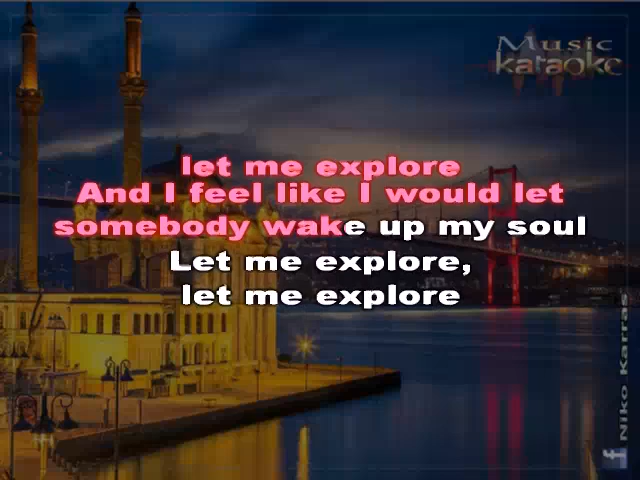 Music
karaoke
let me explore
And I feel like I would let
somebody wake up my soul
Let me explore,
let me explore
Niko Karras
f